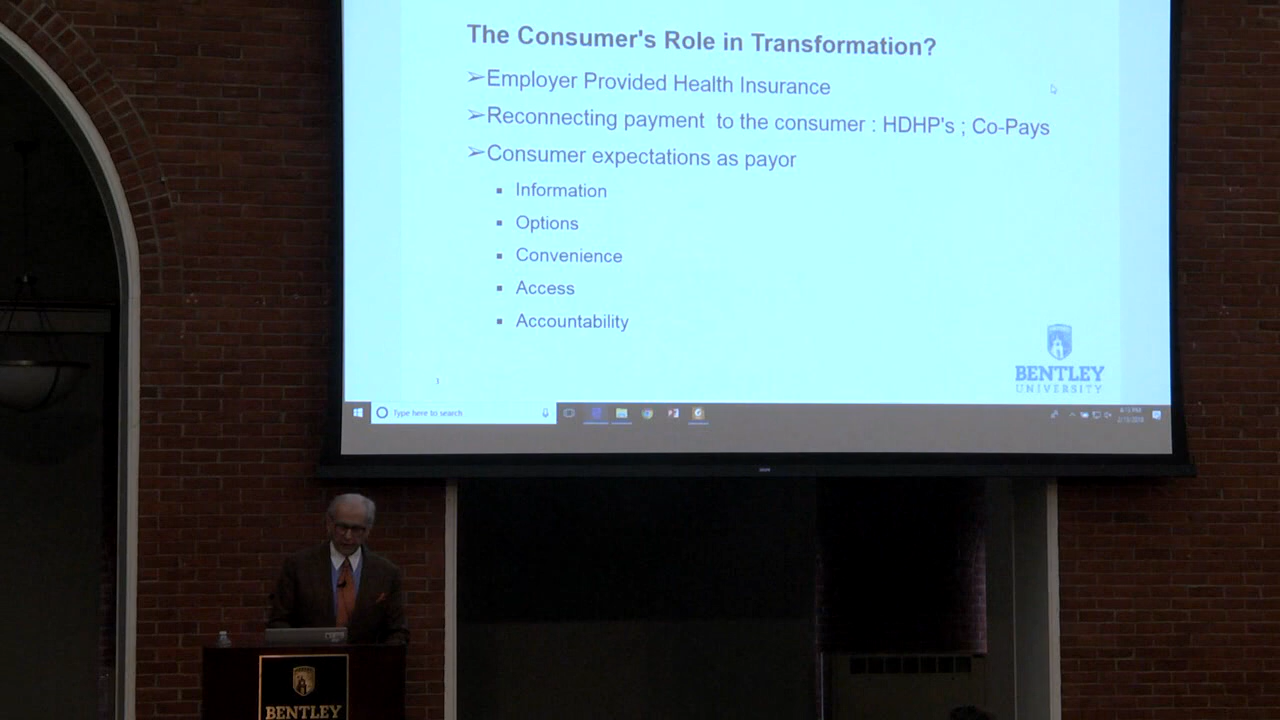 The Consumer's Role in Transformation?
➢Employer Provided Health Insurance
➢Reconnecting payment  to the consumer : HDHP's ; Co-Pays
➢Consumer expectations as payor
▪ Information
▪ Options
▪ Convenience
▪ Access
▪ Accountability
BENTLEY
UNIVERSITY
1
Type here to search
BENTLEY